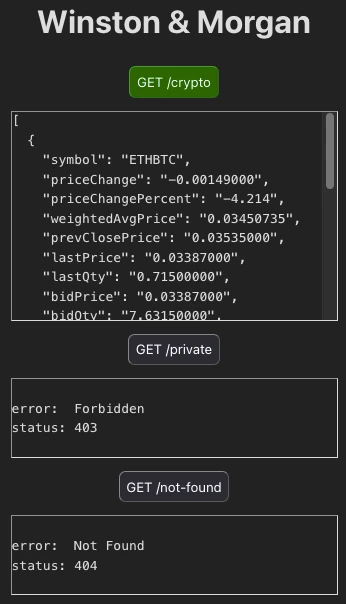 Winston & Morgan
GET /crypto
[
  {
    "symbol": "ETHBTC",
    "priceChange": "-0.00149000",
    "priceChangePercent": "-4.214",
    "weightedAvgPrice": "0.03450735",
    "prevClosePrice": "0.03535000",
    "lastPrice": "0.03387000",
    "lastQty": "0.71500000",
    "bidPrice": "0.03387000",
    "bidQty": "7.63150000",
GET /private
error:  Forbidden
status: 403
GET /not-found
error:  Not Found
status: 404